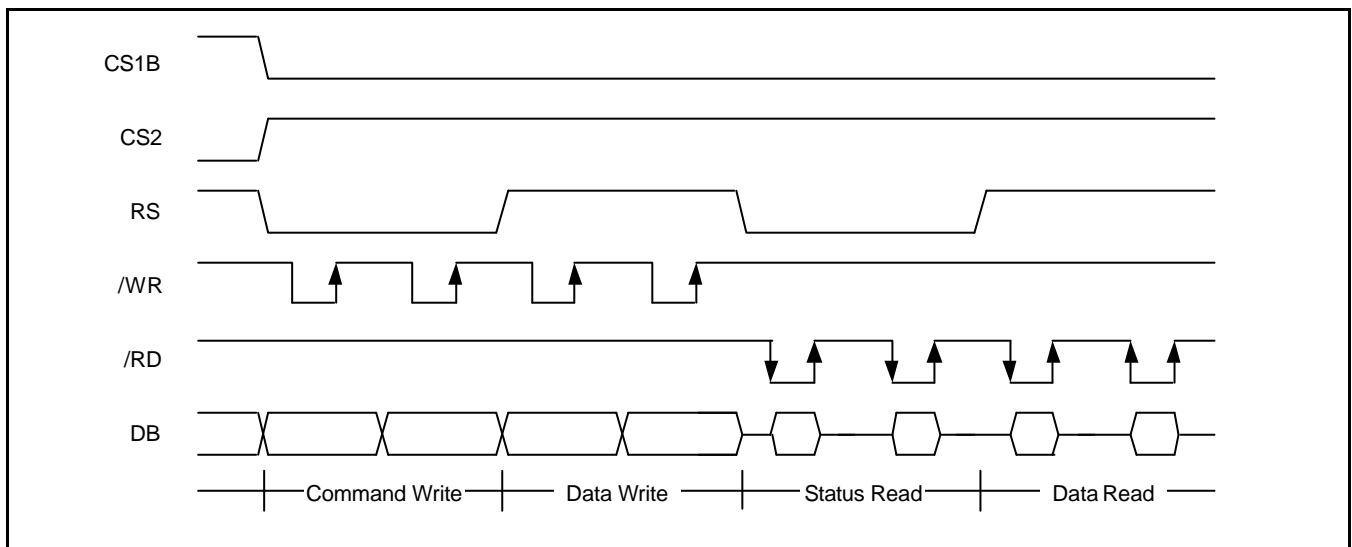 CS1B
CS2
RS
/WR
/RD
DB
Command Write
Data Write
Status Read
Data Read